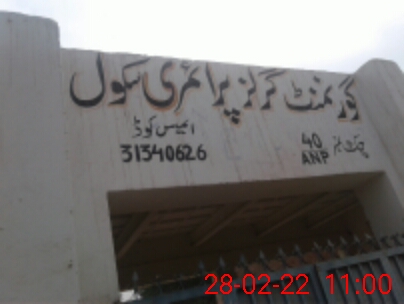 گورنمنٹ گرلز پرائمری سکول
ایمس کوڈ
31340626
چک نمبر 40
ANP
28-02-22 11:00